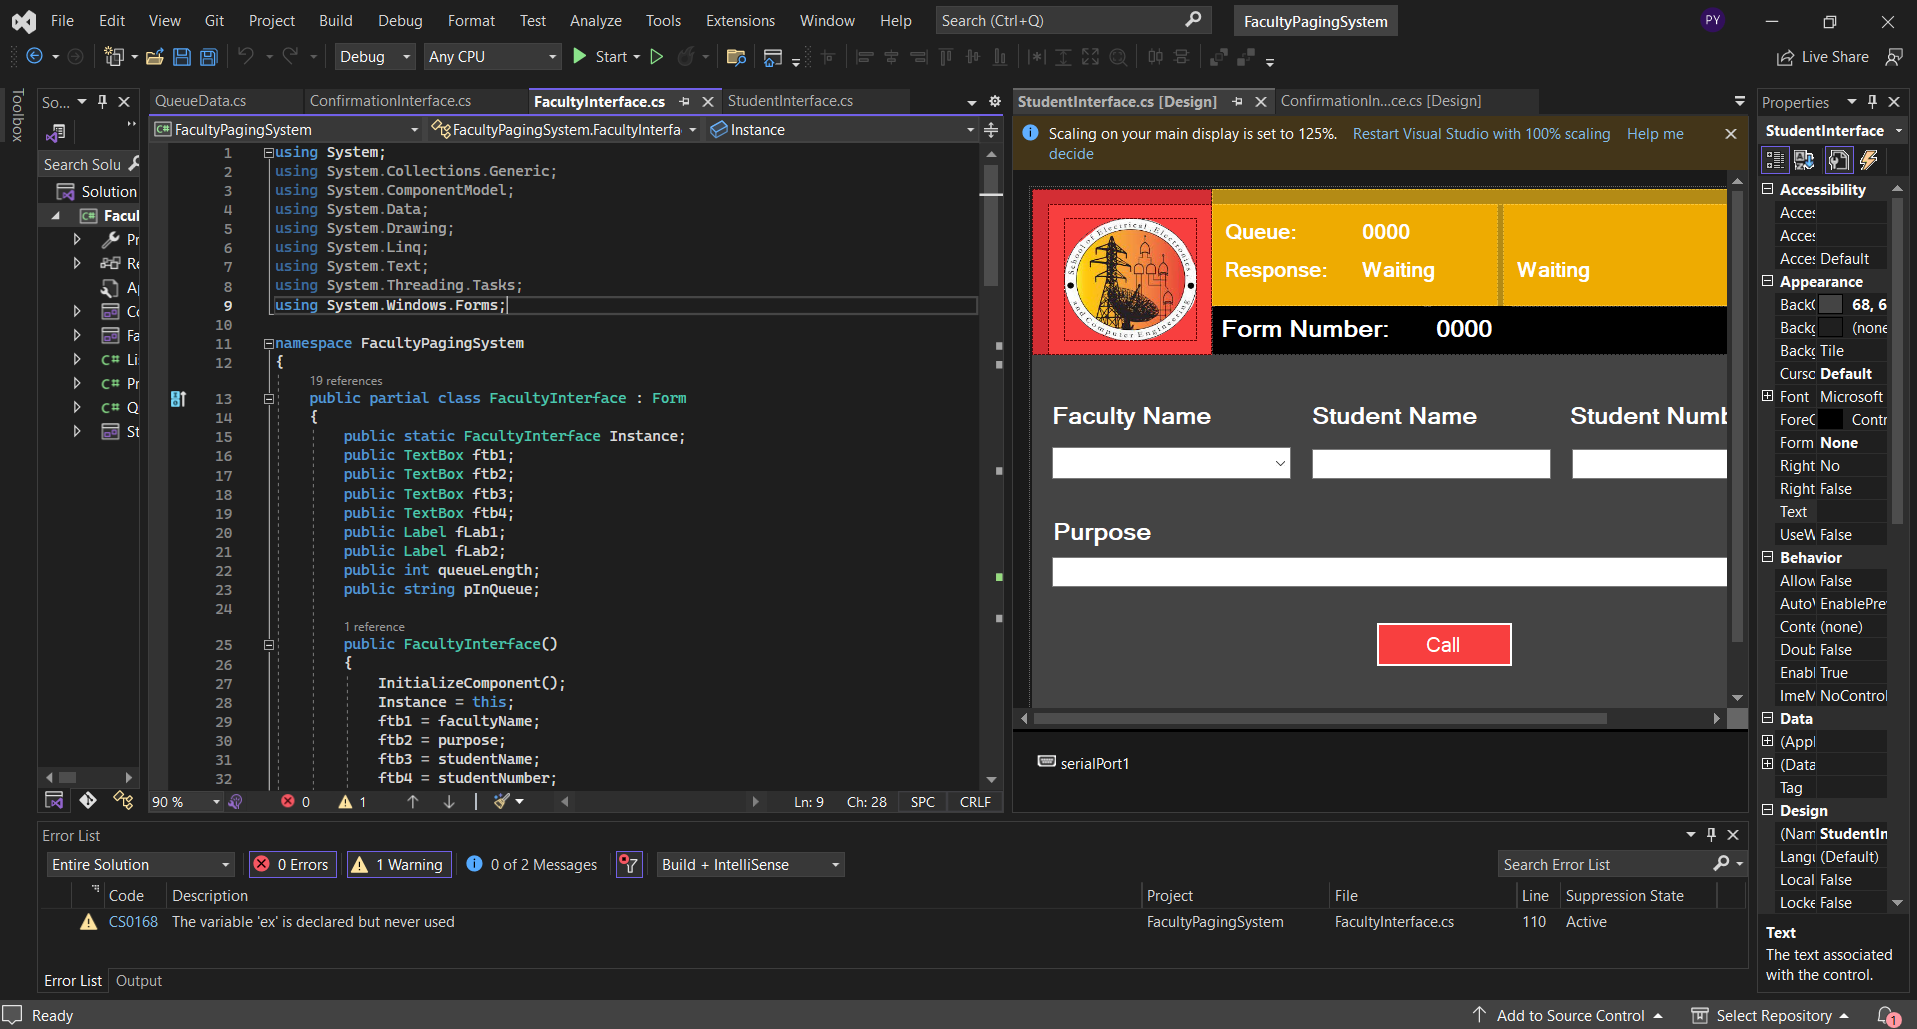 File Edit View Git Project Build Debug Format Test Analyze Tools Extensions Window Help Search (Ctrl+Q) FacultyPagingSystem PY
Debug Any CPU Start Live Share
Toolbox
So...
Search Solu
Solution
Facul
Pr
Re
Ap
Co
Fa
Li
Pr
Q
St
QueueData.cs ConfirmationInterface.cs FacultyInterface.cs StudentInterface.cs
FacultyPagingSystem FacultyPagingSystem.FacultyInterfa Instance
1 using System;
2 using System.Collections.Generic;
3 using System.ComponentModel;
4 using System.Data;
5 using System.Drawing;
6 using System.Linq;
7 using System.Text;
8 using System.Threading.Tasks;
9 using System.Windows.Forms;
10
11 namespace FacultyPagingSystem
12 {
19 references
13 public partial class FacultyInterface : Form
14 {
15 public static FacultyInterface Instance;
16 public TextBox ftb1;
17 public TextBox ftb2;
18 public TextBox ftb3;
19 public TextBox ftb4;
20 public Label fLab1;
21 public Label fLab2;
22 public int queueLength;
23 public string pInQueue;
24
1 reference
25 public FacultyInterface()
26 {
27 InitializeComponent();
28 Instance = this;
29 ftb1 = facultyName;
30 ftb2 = purpose;
31 ftb3 = studentName;
32 ftb4 = studentNumber;
90 % 0 1 Ln: 9 Ch: 28 SPC CRLF
StudentInterface.cs [Design] ConfirmationIn...ce.cs [Design]
Scaling on your main display is set to 125%. Restart Visual Studio with 100% scaling Help me
decide
School of Electrical, Electronics,
and Computer Engineering
Queue: 0000
Response: Waiting Waiting
Form Number: 0000
Faculty Name Student Name Student Numb
Purpose
Call
serialPort1
Properties
StudentInterface
Accessibility
Acces
Acces
Acces Default
Appearance
BackC 68, 6
Backg (none
Backg Tile
Curso Default
Font Microsoft
ForeC Contr
Form None
Right No
Right False
Text
UseW False
Behavior
Allow False
AutoV EnablePre
Conte (none)
Doub False
Enabl True
ImeM NoControl
Data
(Appl
(Data
Tag
Design
(Nam StudentIn
Langu (Default)
Local False
Locke False
Text
The text associated
with the control.
Error List
Entire Solution 0 Errors 1 Warning 0 of 2 Messages Build + IntelliSense Search Error List
Code Description Project File Line Suppression State
CS0168 The variable 'ex' is declared but never used FacultyPagingSystem FacultyInterface.cs 110 Active
Error List Output
Ready Add to Source Control Select Repository 1